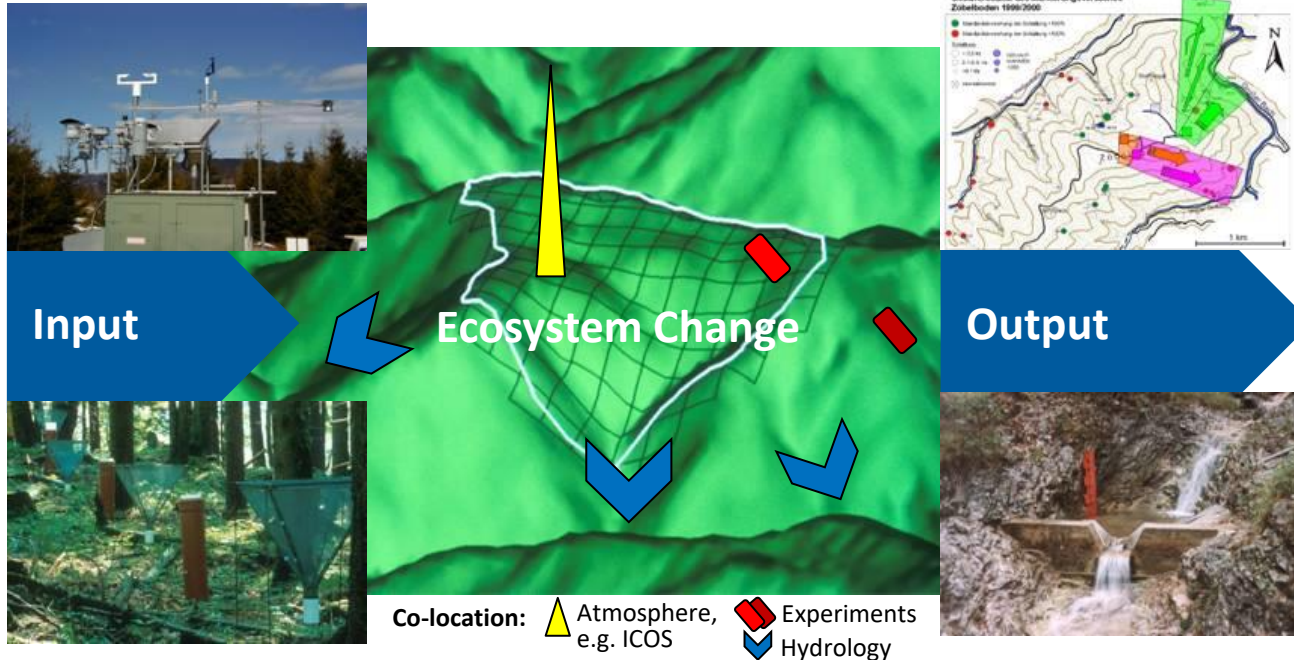 Zöbelboden 1999/2000
N
1 km
Input
Ecosystem Change
Output
Co-location:
Atmosphere,
e.g. ICOS
Experiments
Hydrology